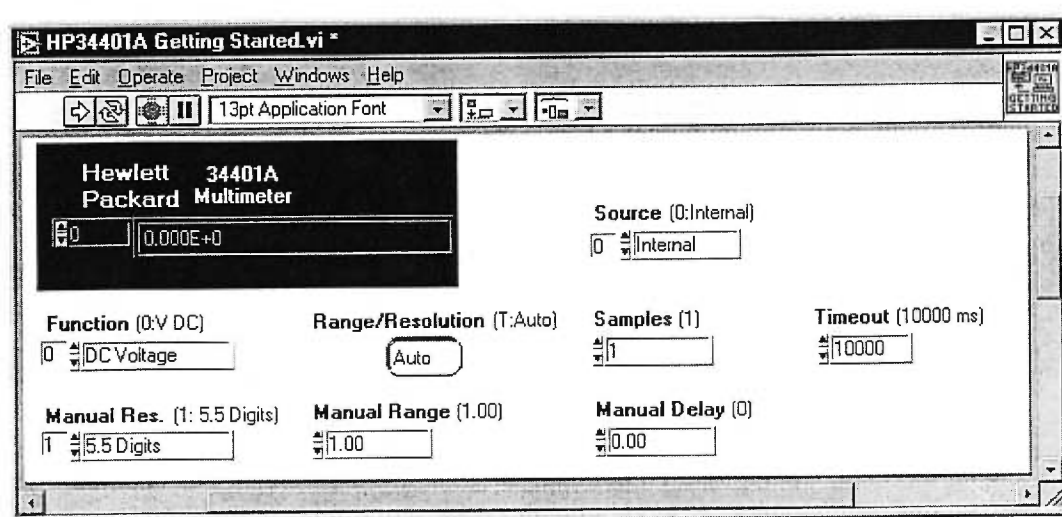 HP34401A Getting Started.vi *
File Edit Operate Project Windows Help
13pt Application Font
HP34401A
GETTING
STARTED
Hewlett 34401A
Packard Multimeter
0 0.000E+0
Source (0:Internal)
0 Internal
Function (0:V DC) Range/Resolution (T:Auto) Samples (1) Timeout (10000 ms)
0 DC Voltage Auto 1 10000
Manual Res. (1: 5.5 Digits) Manual Range (1.00) Manual Delay (0)
1 5.5 Digits 1.00 0.00